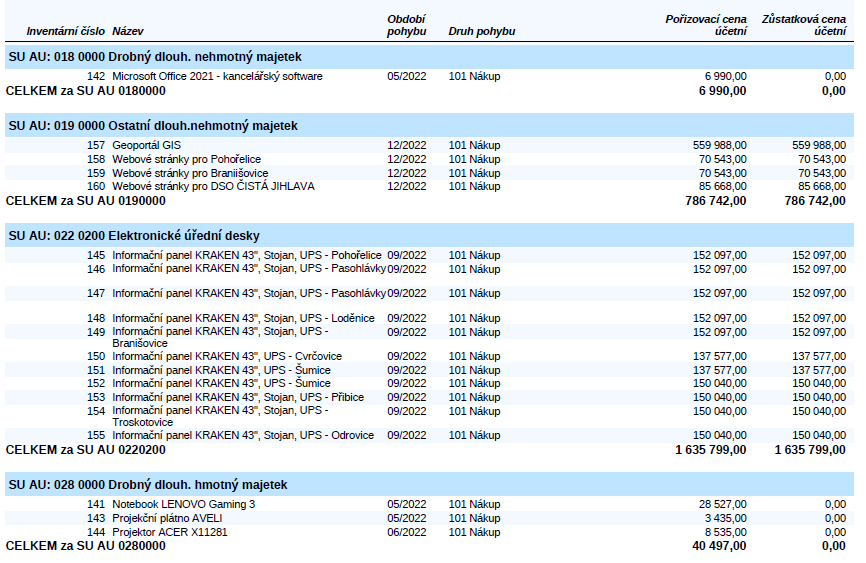 Inventární číslo Název Období pohybu Druh pohybu Pořizovací cena účetní Zůstatková cena účetní
SU AU: 018 0000 Drobný dlouh. nehmotný majetek
142 Microsoft Office 2021 - kancelářský software 05/2022 101 Nákup 6 990,00 0,00
CELKEM za SU AU 0180000 6 990,00 0,00
SU AU: 019 0000 Ostatní dlouh.nehmotný majetek
157 Geoportál GIS 12/2022 101 Nákup 559 988,00 559 988,00
158 Webové stránky pro Pohořelice 12/2022 101 Nákup 70 543,00 70 543,00
159 Webové stránky pro Braniišovice 12/2022 101 Nákup 70 543,00 70 543,00
160 Webové stránky pro DSO ČISTÁ JIHLAVA 12/2022 101 Nákup 85 668,00 85 668,00
CELKEM za SU AU 0190000 786 742,00 786 742,00
SU AU: 022 0200 Elektronické úřední desky
145 Informační panel KRAKEN 43", Stojan, UPS - Pohořelice 09/2022 101 Nákup 152 097,00 152 097,00
146 Informační panel KRAKEN 43", Stojan, UPS - Pasohlávky 09/2022 101 Nákup 152 097,00 152 097,00
147 Informační panel KRAKEN 43", Stojan, UPS - Pasohlávky 09/2022 101 Nákup 152 097,00 152 097,00
148 Informační panel KRAKEN 43", Stojan, UPS - Loděnice 09/2022 101 Nákup 152 097,00 152 097,00
149 Informační panel KRAKEN 43", Stojan, UPS - 09/2022 101 Nákup 152 097,00 152 097,00
Branišovice
150 Informační panel KRAKEN 43", UPS - Cvrčovice 09/2022 101 Nákup 137 577,00 137 577,00
151 Informační panel KRAKEN 43", UPS - Šumice 09/2022 101 Nákup 137 577,00 137 577,00
152 Informační panel KRAKEN 43", UPS - Šumice 09/2022 101 Nákup 150 040,00 150 040,00
153 Informační panel KRAKEN 43", Stojan, UPS - Přibice 09/2022 101 Nákup 150 040,00 150 040,00
154 Informační panel KRAKEN 43", Stojan, UPS - 09/2022 101 Nákup 150 040,00 150 040,00
Troskotovice
155 Informační panel KRAKEN 43", Stojan, UPS - Odrovice 09/2022 101 Nákup 150 040,00 150 040,00
CELKEM za SU AU 0220200 1 635 799,00 1 635 799,00
SU AU: 028 0000 Drobný dlouh. hmotný majetek
141 Notebook LENOVO Gaming 3 05/2022 101 Nákup 28 527,00 0,00
143 Projekční plátno AVELI 05/2022 101 Nákup 3 435,00 0,00
144 Projektor ACER X11281 06/2022 101 Nákup 8 535,00 0,00
CELKEM za SU AU 0280000 40 497,00 0,00